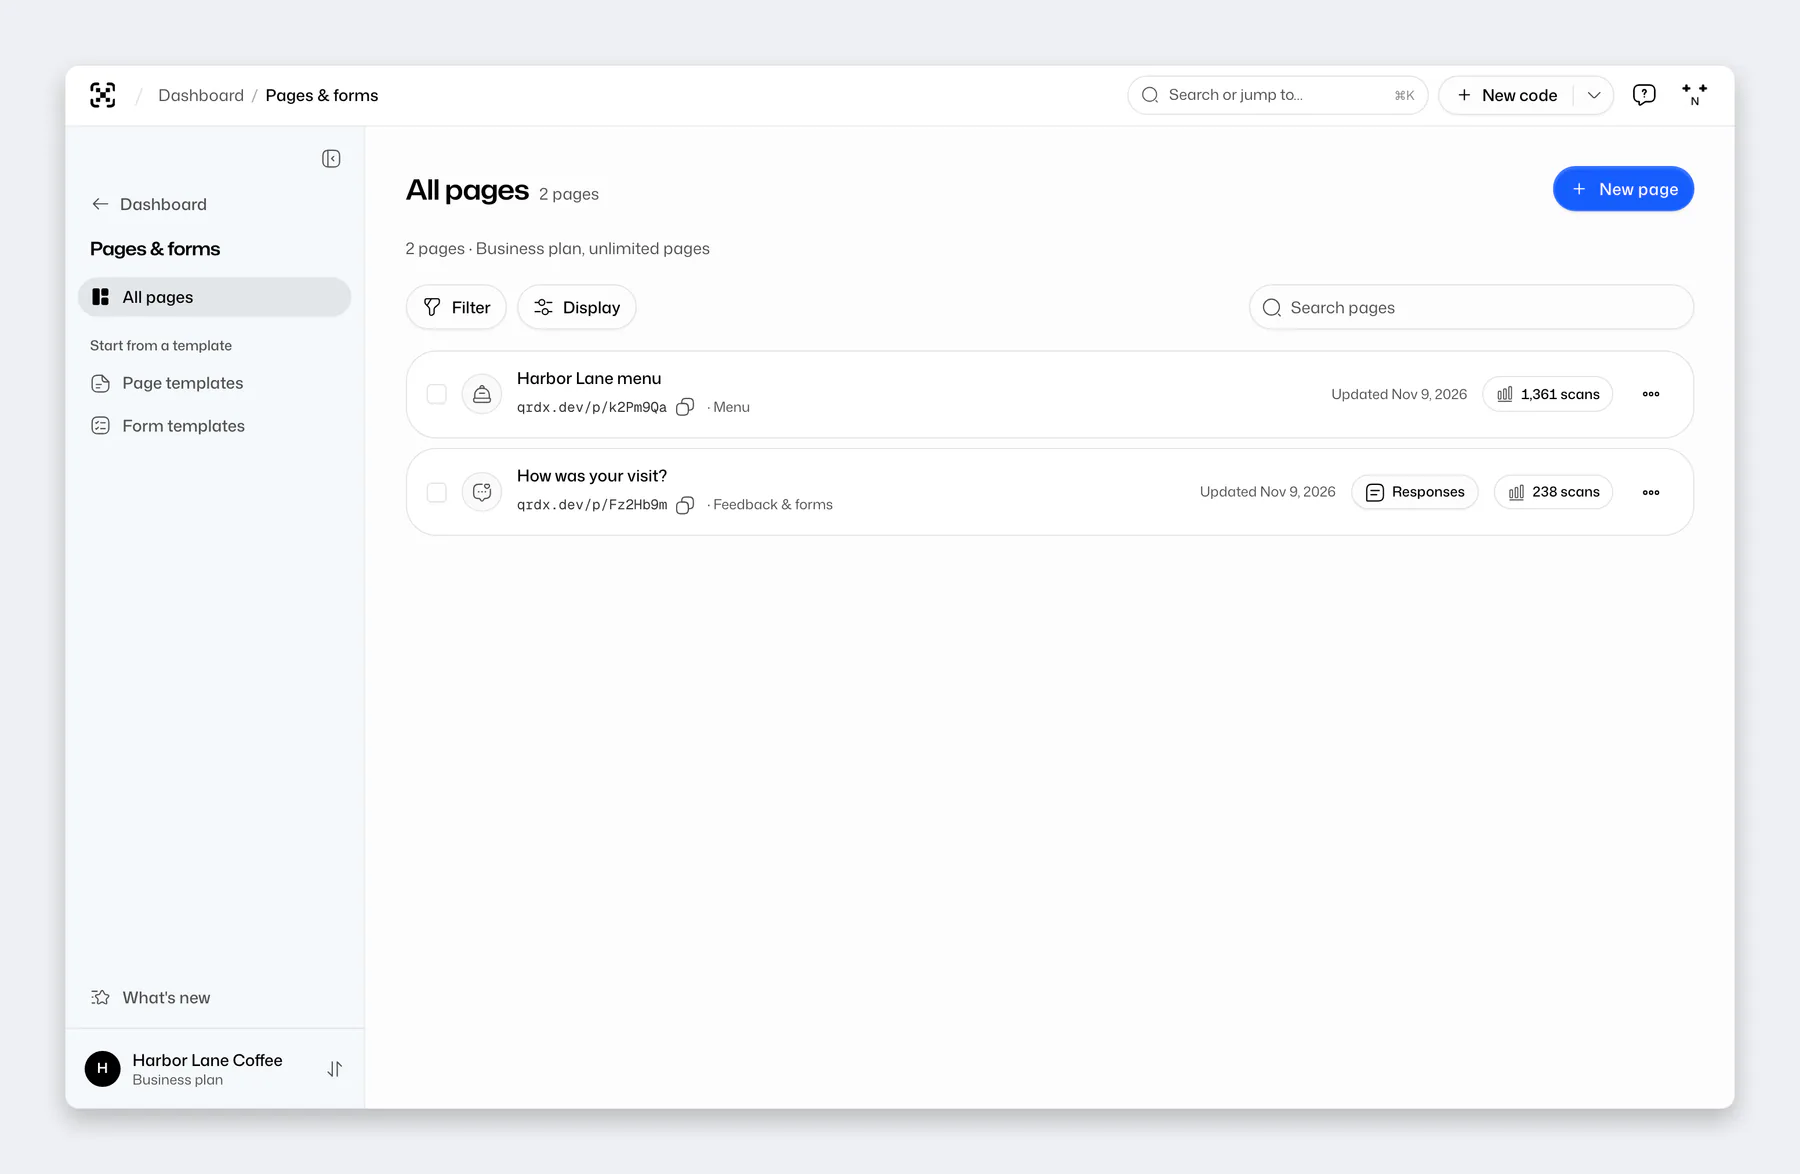 Dashboard / Pages & forms
Search or jump to... ⌘K
+ New code
N
Dashboard
Pages & forms
All pages
Start from a template
Page templates
Form templates
What's new
H
Harbor Lane Coffee
Business plan
All pages 2 pages
+ New page
2 pages · Business plan, unlimited pages
Filter
Display
Search pages
Harbor Lane menu
qrdx.dev/p/k2Pm9Qa · Menu
Updated Nov 9, 2026
1,361 scans
How was your visit?
qrdx.dev/p/Fz2Hb9m · Feedback & forms
Updated Nov 9, 2026
Responses
238 scans